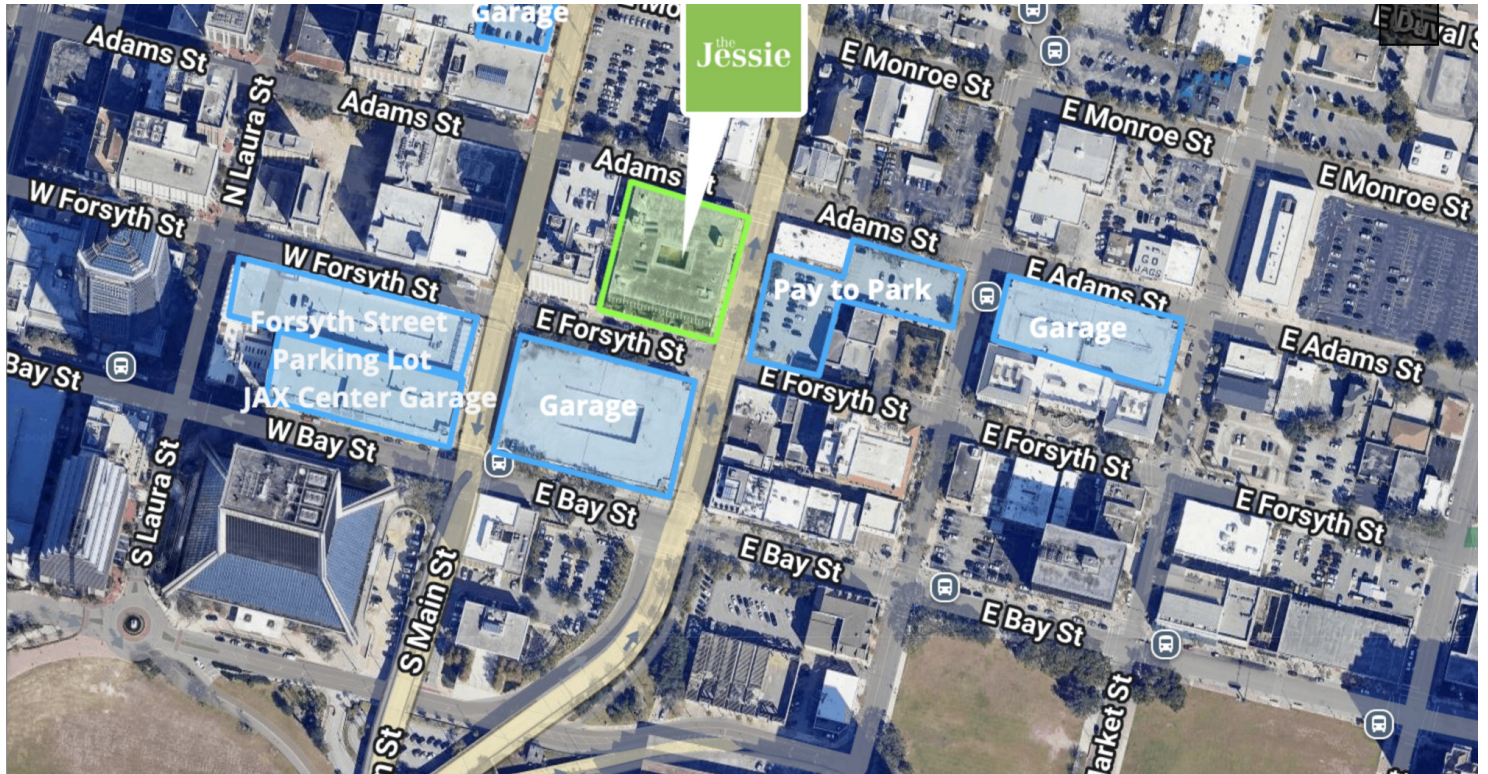 Garage
E Mo
the
Jessie
E Duval S
Adams St
N Laura St
Adams St
E Monroe St
E Monroe St
E Monroe St
Adams St
W Forsyth St
W Forsyth St
Adams St
E Adams St
GO
JAGS
Pay to Park
Garage
Forsyth Street
Parking Lot
JAX Center Garage
E Forsyth St
E Adams St
Bay St
E Forsyth St
Garage
W Bay St
E Forsyth St
S Laura St
E Bay St
E Forsyth St
E Bay St
S Main St
E Bay St
Market St
n St